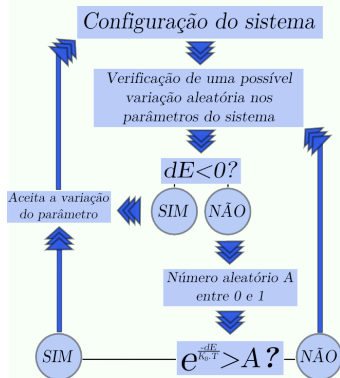 Configuração do sistema
Verificação de uma possível
variação aleatória nos
parâmetros do sistema
dE<0?
SIM
NÃO
Aceita a variação
do parâmetro
Número aleatório A
entre 0 e 1
SIM
e^(-dE/K₀.T)>A?
NÃO